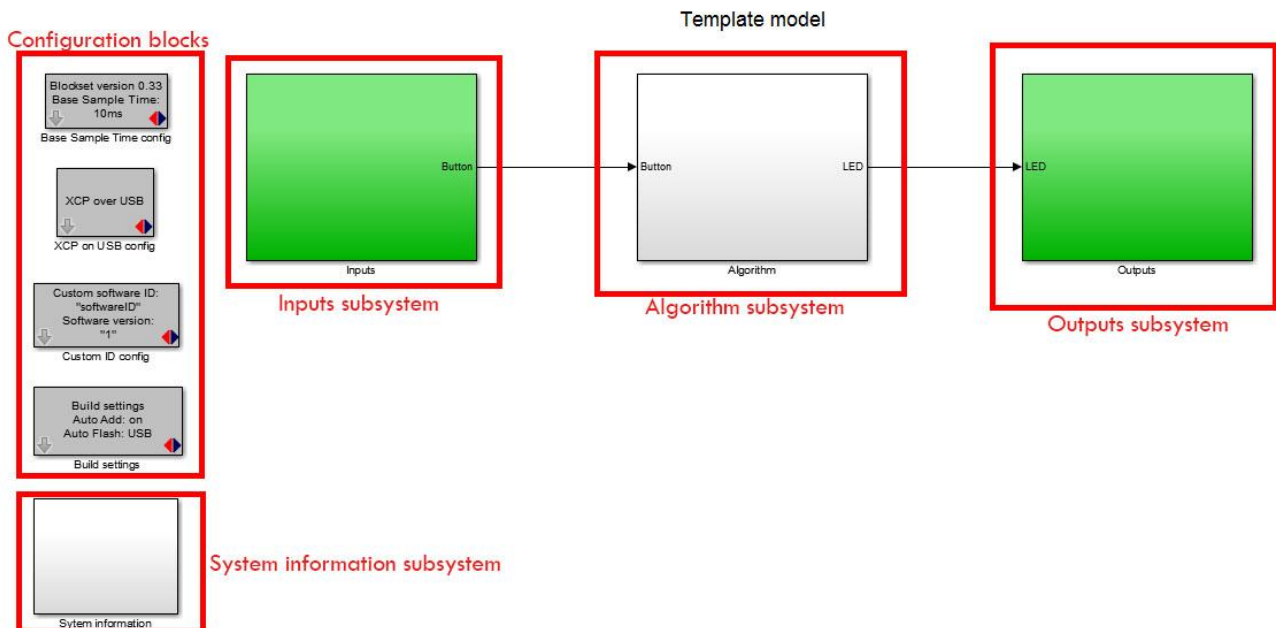 Template model
Configuration blocks
Blockset version 0.33
Base Sample Time:
10ms
Base Sample Time config
XCP over USB
XCP on USB config
Custom software ID:
"softwareID"
Software version:
"1"
Custom ID config
Build settings
Auto Add: on
Auto Flash: USB
Build settings
Button
Inputs
Inputs subsystem
Button
LED
Algorithm
Algorithm subsystem
LED
Outputs
Outputs subsystem
System information subsystem
Sytem information